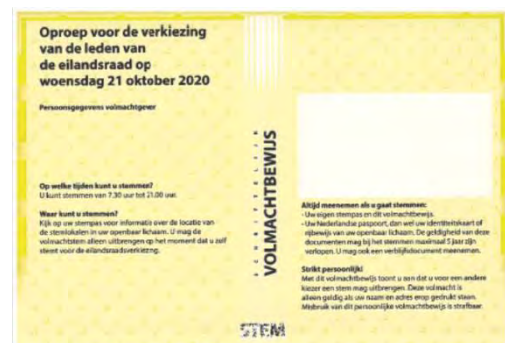 Oproep voor de verkiezing
van de leden van
de eilandsraad op
woensdag 21 oktober 2020
Persoonsgegevens volmachtgever
Op welke tijden kunt u stemmen?
U kunt stemmen van 7.30 uur tot 21.00 uur.
Waar kunt u stemmen?
Kijk op uw stempas voor informatie over de locatie van
de stemlokalen in uw openbaar lichaam. U mag de
volmachtstem alleen uitbrengen op het moment dat u zelf
stemt voor de eilandsraadsverkiezing.
SCHRIFTELIJK
VOLMACHTBEWIJS
Altijd meenemen als u gaat stemmen:
- Uw eigen stempas en dit volmachtbewijs.
- Uw Nederlandse paspoort, dan wel uw identiteitskaart of
rijbewijs van uw openbaar lichaam. De geldigheid van deze
documenten mag bij het stemmen maximaal 5 jaar zijn
verlopen. U mag ook een verblijfsdocument meenemen.
Strikt persoonlijk!
Met dit volmachtbewijs toont u aan dat u voor een andere
kiezer een stem mag uitbrengen. Deze volmacht is
alleen geldig als uw naam en adres erop gedrukt staan.
Misbruik van dit persoonlijke volmachtbewijs is strafbaar.
STEM